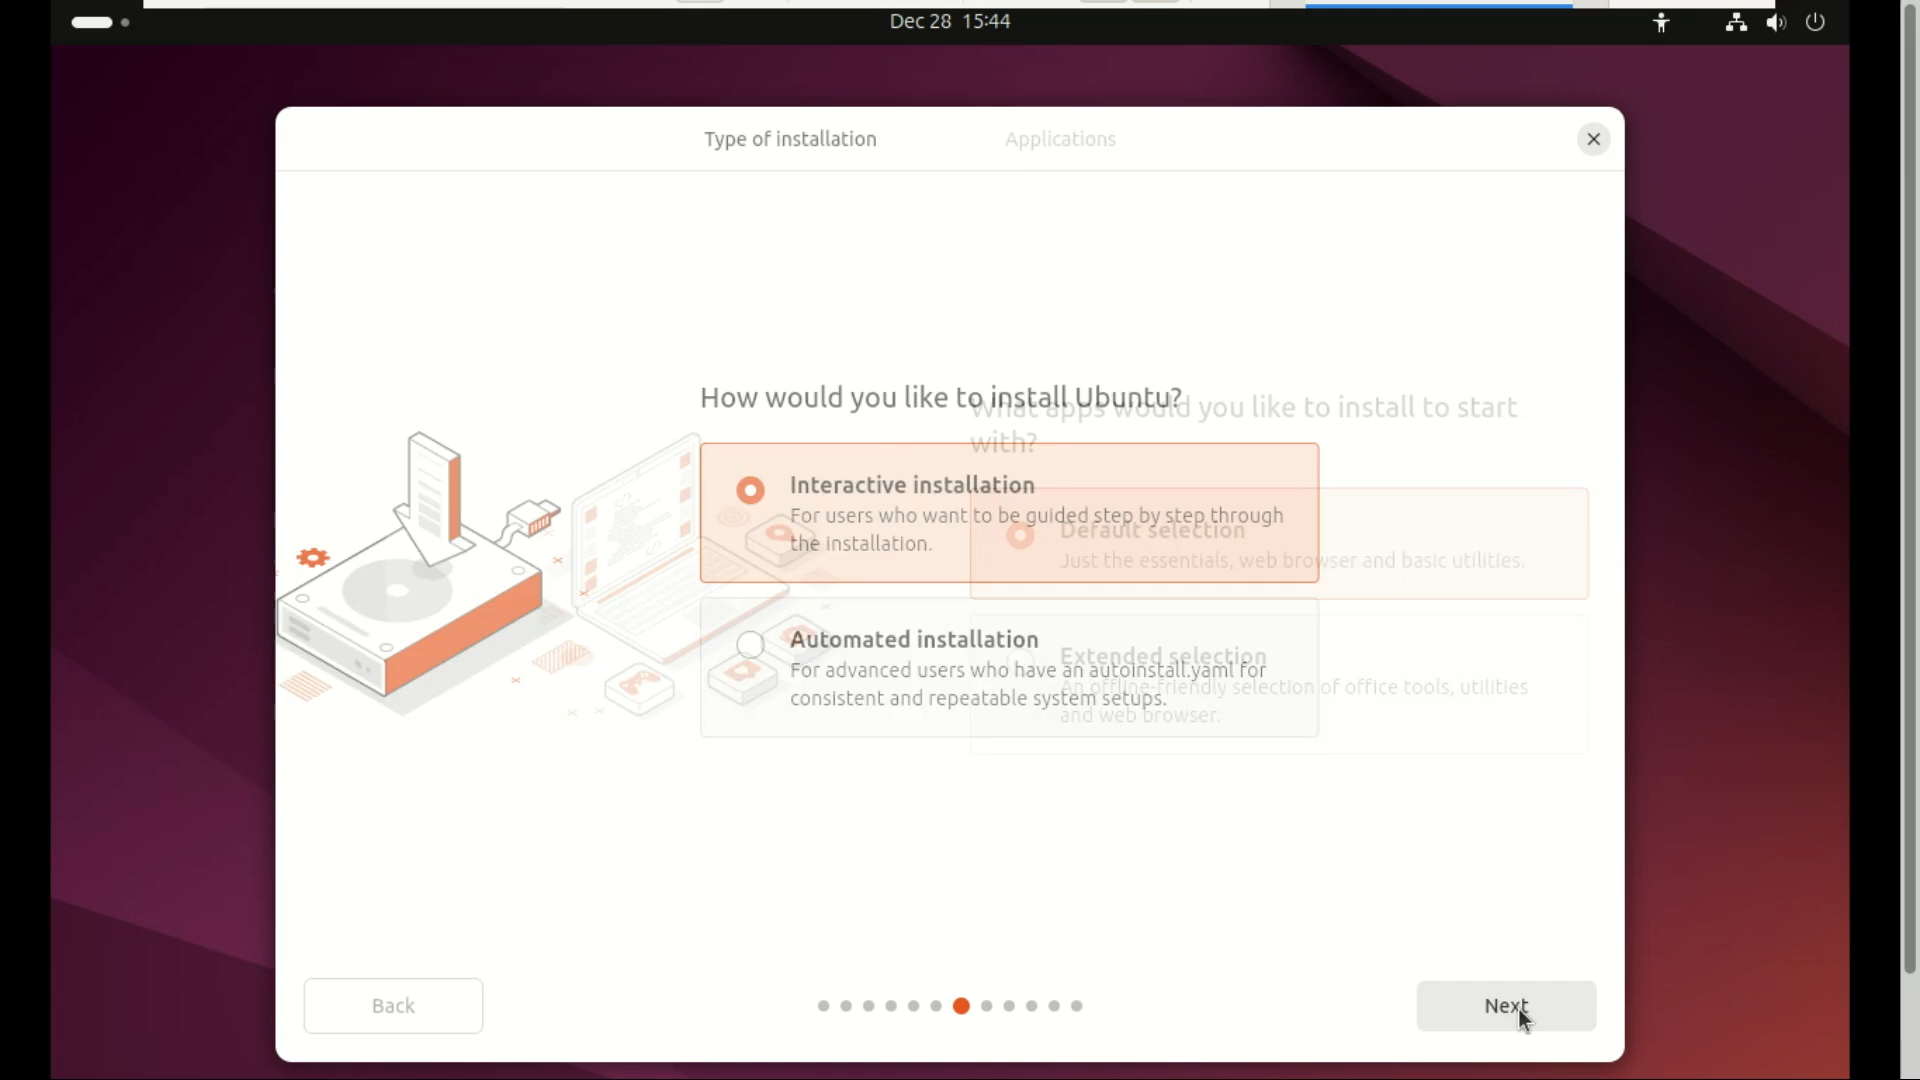 Dec 28 15:44
Type of installation
Applications
How would you like to install Ubuntu?
What apps would you like to install to start
with?
Interactive installation
For users who want to be guided step by step through
the installation.
Default selection
Just the essentials, web browser and basic utilities.
Automated installation
For advanced users who have an autoinstall.yaml for
consistent and repeatable system setups.
Extended selection
An offline-friendly selection of office tools, utilities
and web browser.
Back
Next